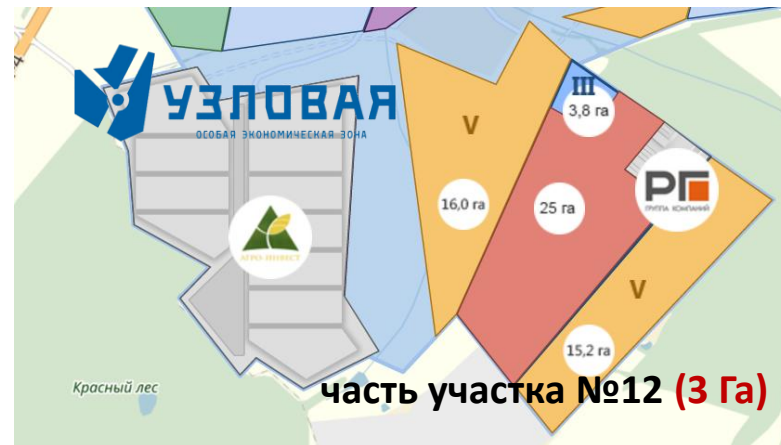 4
УЗЛОВАЯ
ОСОБАЯ ЭКОНОМИЧЕСКАЯ ЗОНА
III
3,8 га
V
16,0 га
25 га
РГ
ГРУППА КОМПАНИЙ
АГРО-ИНВЕСТ
V
15,2 га
Красный лес
часть участка №12 (3 Га)